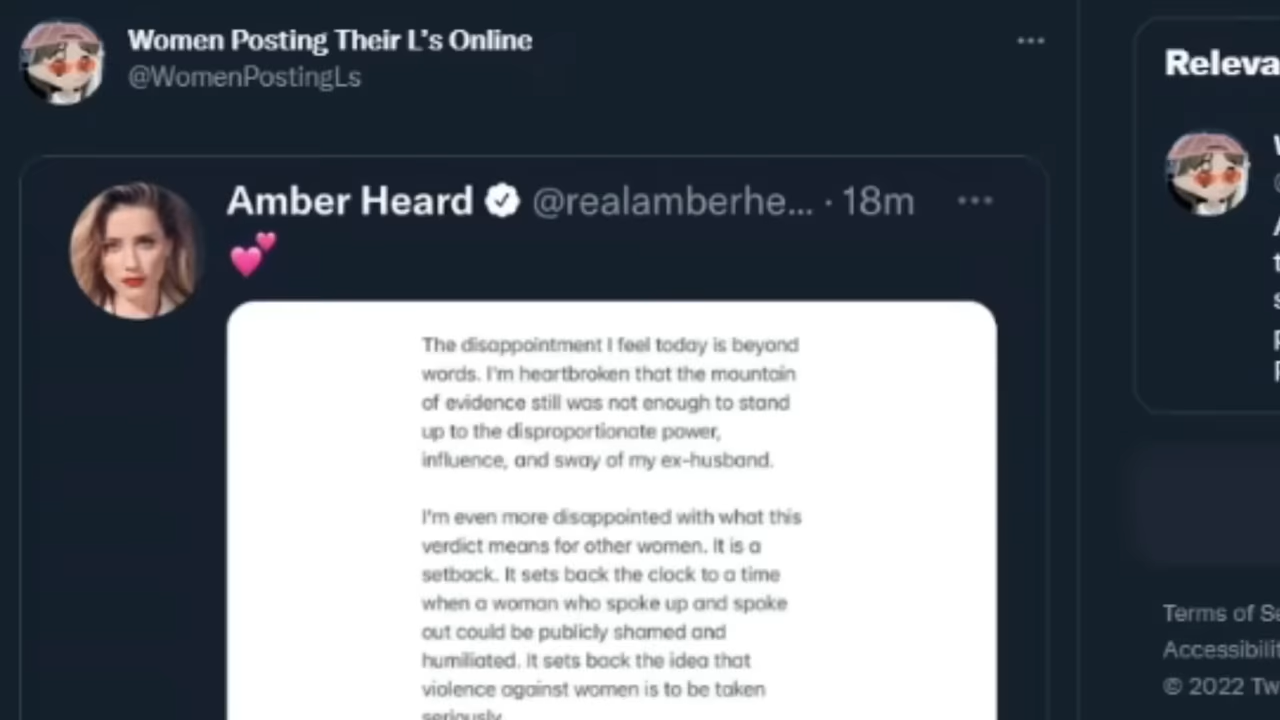 Women Posting Their L's Online
@WomenPostingLs
Amber Heard @realamberhe... · 18m
The disappointment I feel today is beyond
words. I'm heartbroken that the mountain
of evidence still was not enough to stand
up to the disproportionate power,
influence, and sway of my ex-husband.
I'm even more disappointed with what this
verdict means for other women. It is a
setback. It sets back the clock to a time
when a woman who spoke up and spoke
out could be publicly shamed and
humiliated. It sets back the idea that
violence against women is to be taken
seriously.
Releva
Terms of Se
Accessibilit
© 2022 Tw